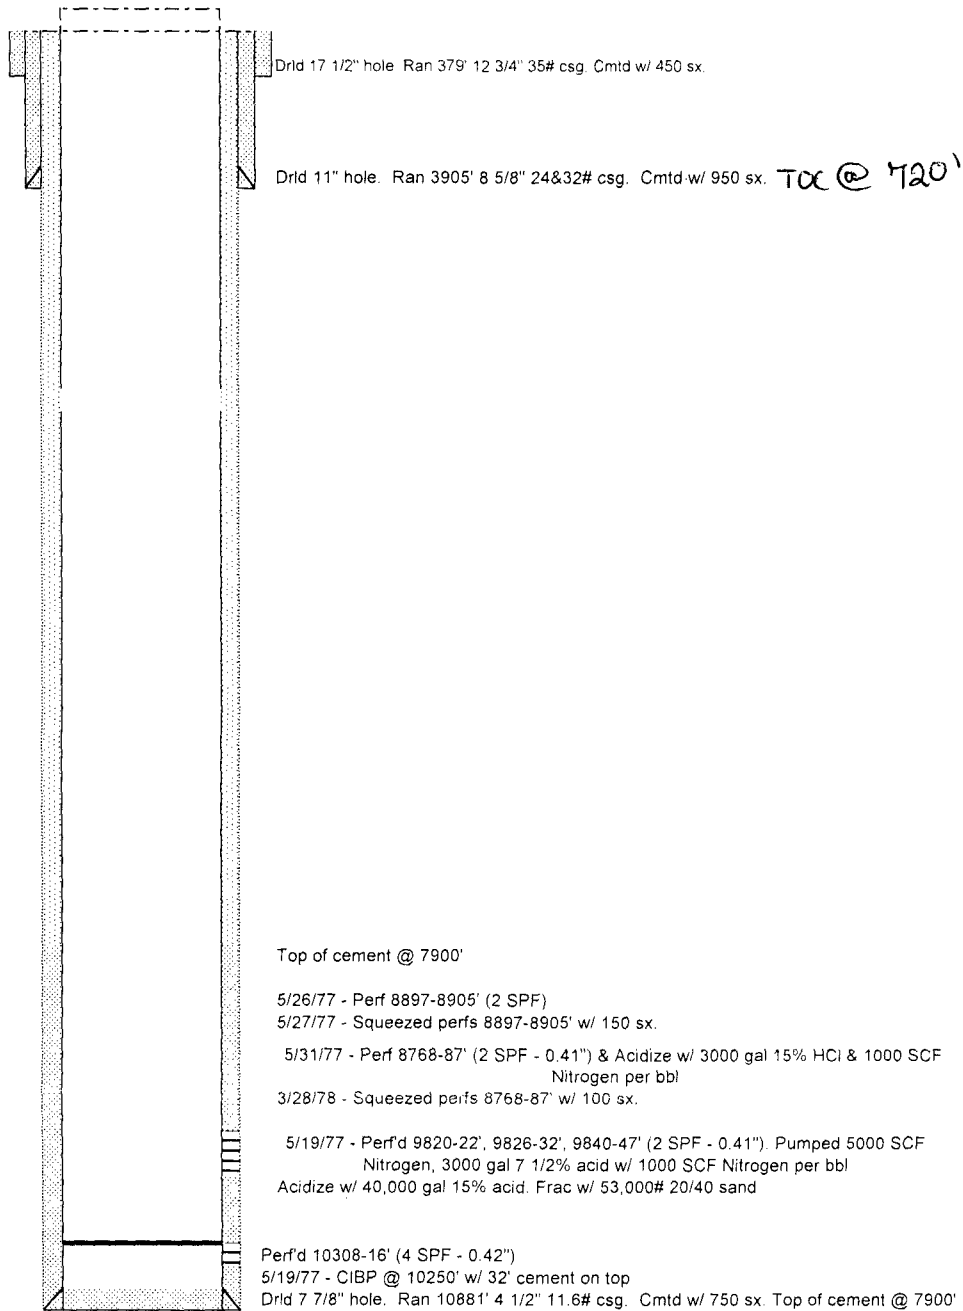 Drld 17 1/2" hole Ran 379' 12 3/4" 35# csg. Cmtd w/ 450 sx.
Drld 11" hole. Ran 3905' 8 5/8" 24&32# csg. Cmtd w/ 950 sx. TOC @ 720'
Top of cement @ 7900'
5/26/77 - Perf 8897-8905' (2 SPF)
5/27/77 - Squeezed perfs 8897-8905' w/ 150 sx.
5/31/77 - Perf 8768-87' (2 SPF - 0.41") & Acidize w/ 3000 gal 15% HCl & 1000 SCF
Nitrogen per bbl
3/28/78 - Squeezed perfs 8768-87' w/ 100 sx.
5/19/77 - Perf'd 9820-22', 9826-32', 9840-47' (2 SPF - 0.41"). Pumped 5000 SCF
Nitrogen, 3000 gal 7 1/2% acid w/ 1000 SCF Nitrogen per bbl
Acidize w/ 40,000 gal 15% acid. Frac w/ 53,000# 20/40 sand
Perf'd 10308-16' (4 SPF - 0.42")
5/19/77 - CIBP @ 10250' w/ 32' cement on top
Drld 7 7/8" hole. Ran 10881' 4 1/2" 11.6# csg. Cmtd w/ 750 sx. Top of cement @ 7900'